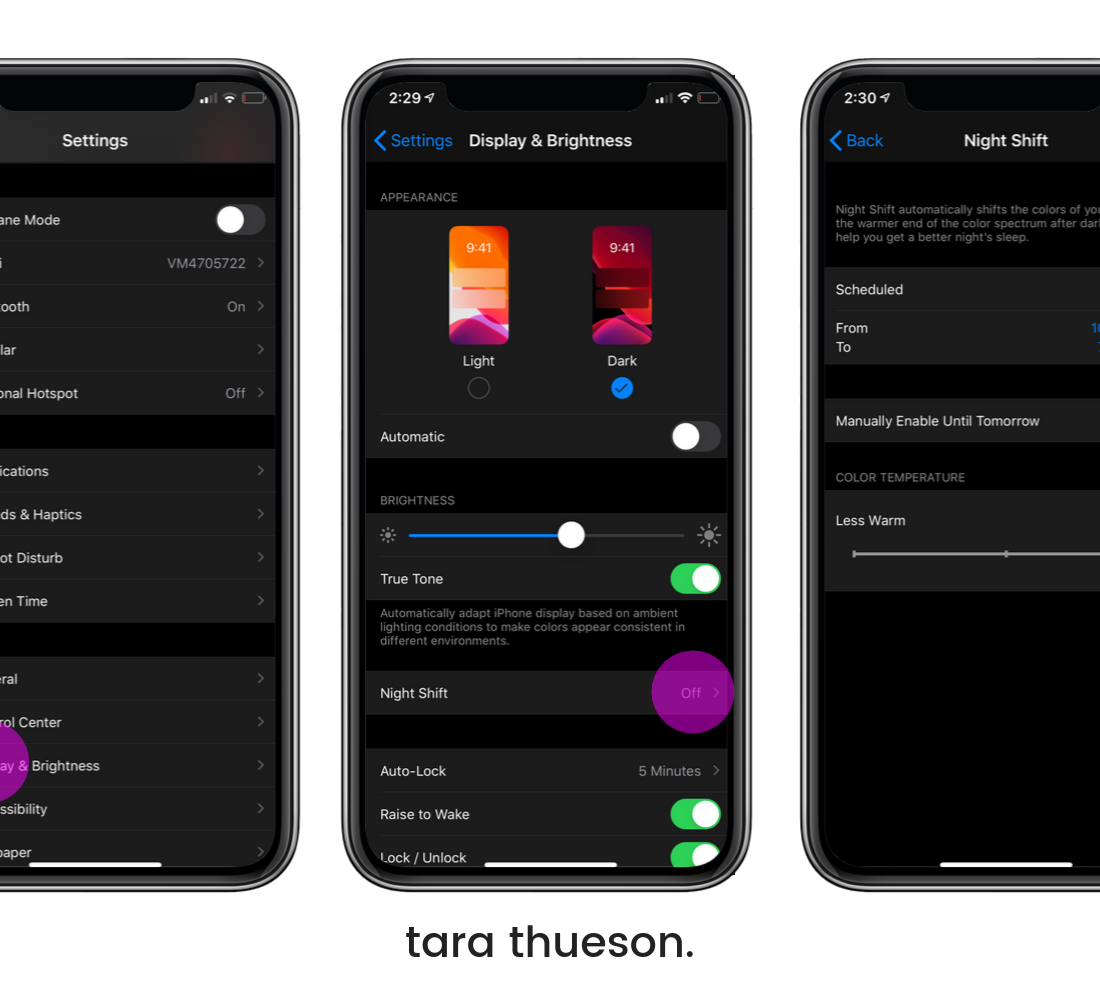 Settings
ane Mode
i
VM4705722
ooth
On
lar
onal Hotspot
Off
ications
ds & Haptics
ot Disturb
en Time
eral
rol Center
ay & Brightness
ssibility
paper
2:29
Settings
Display & Brightness
APPEARANCE
9:41
9:41
Light
Dark
Automatic
BRIGHTNESS
True Tone
Automatically adapt iPhone display based on ambient
lighting conditions to make colors appear consistent in
different environments.
Night Shift
Off
Auto-Lock
5 Minutes
Raise to Wake
Lock / Unlock
2:30
Back
Night Shift
Night Shift automatically shifts the colors of you
the warmer end of the color spectrum after dar
help you get a better night's sleep.
Scheduled
From
To
Manually Enable Until Tomorrow
COLOR TEMPERATURE
Less Warm
tara thueson.